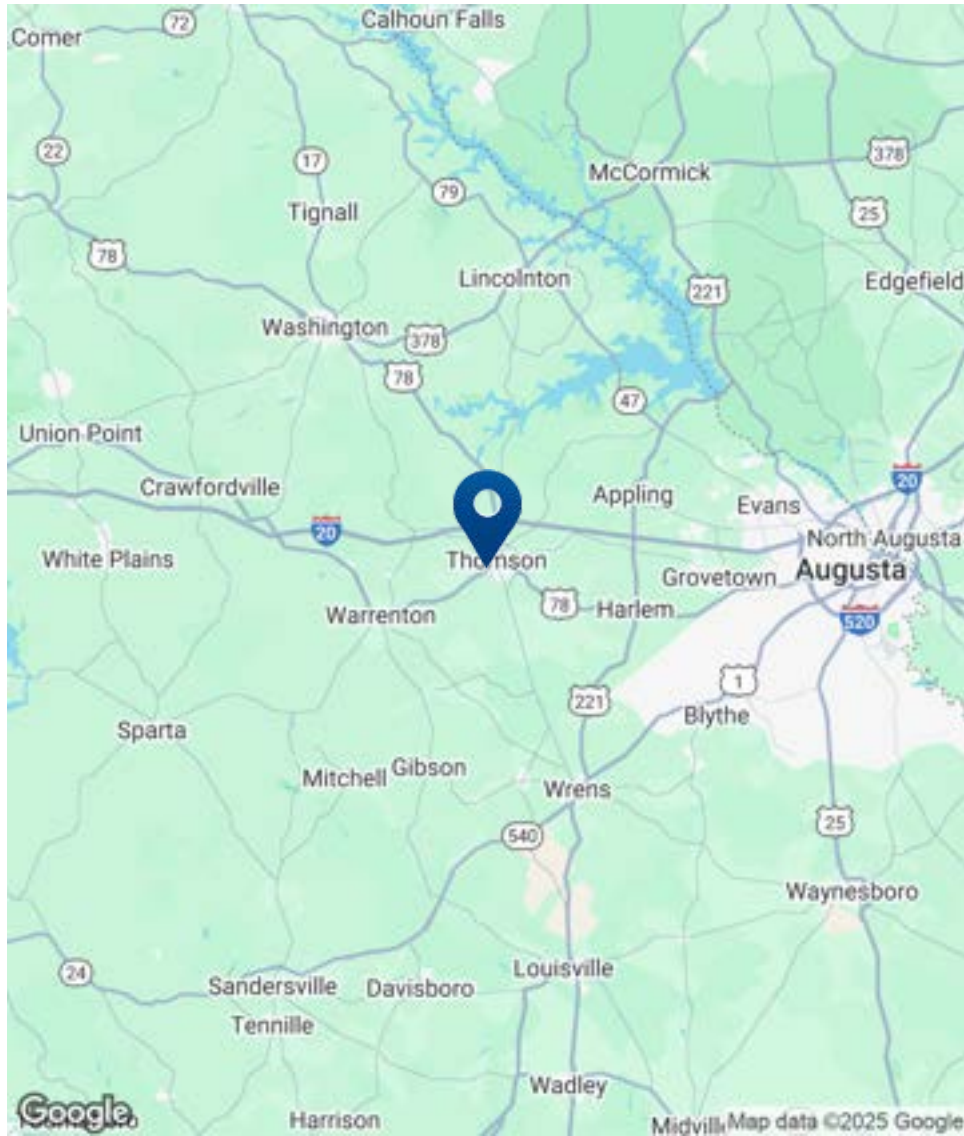 72
Calhoun Falls
Comer
22
17
McCormick
378
79
Tignall
25
78
Lincolnton
Edgefield
221
Washington
378
78
47
Union Point
Crawfordville
Appling
Evans
20
20
White Plains
Thomson
North Augusta
Grovetown
Augusta
78
Harlem
Warrenton
520
1
221
Blythe
Sparta
Mitchell
Gibson
Wrens
25
540
Waynesboro
24
Louisville
Sandersville
Davisboro
Tennille
Wadley
Google
Harrison
Map data ©2025 Google